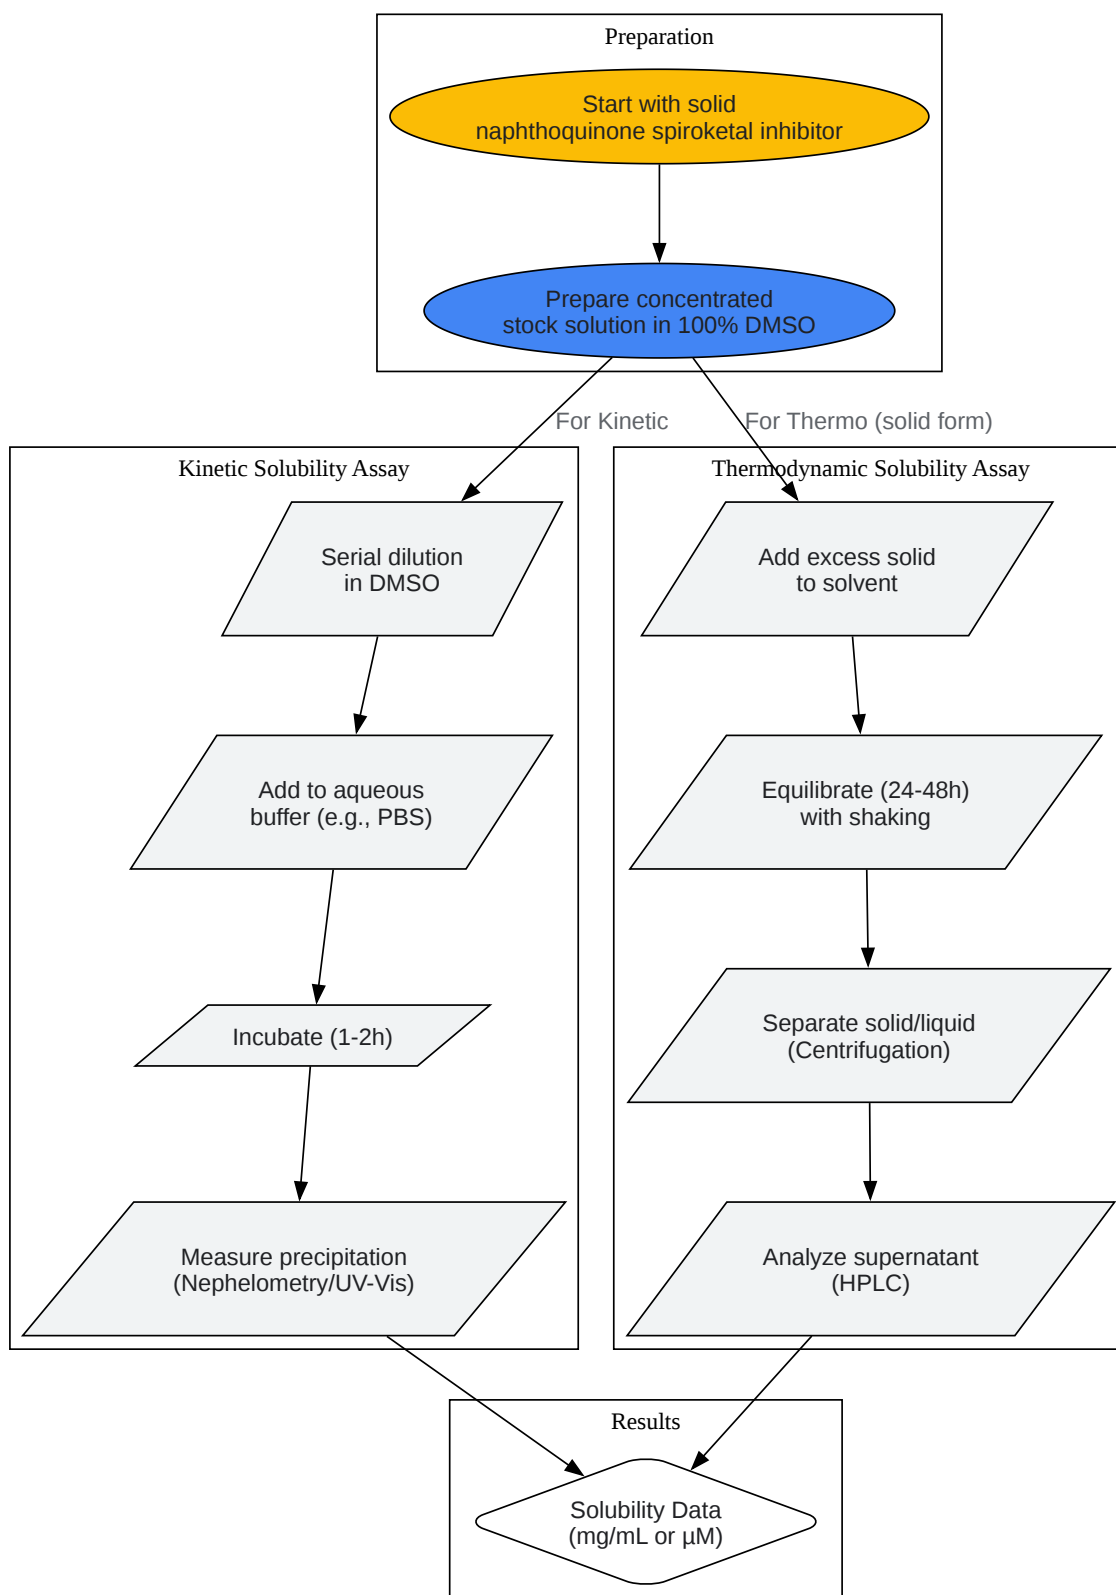 Preparation
Start with solid
naphthoquinone spiroketal inhibitor
Prepare concentrated
stock solution in 100% DMSO
For Kinetic
For Thermo (solid form)
Kinetic Solubility Assay
Serial dilution
in DMSO
Add to aqueous
buffer (e.g., PBS)
Incubate (1-2h)
Measure precipitation
(Nephelometry/UV-Vis)
Thermodynamic Solubility Assay
Add excess solid
to solvent
Equilibrate (24-48h)
with shaking
Separate solid/liquid
(Centrifugation)
Analyze supernatant
(HPLC)
Results
Solubility Data
(mg/mL or µM)